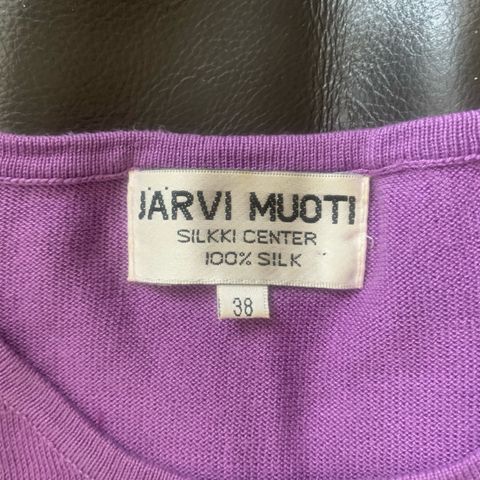 JÄRVI MUOTI
SILKKI CENTER
100% SILK
38